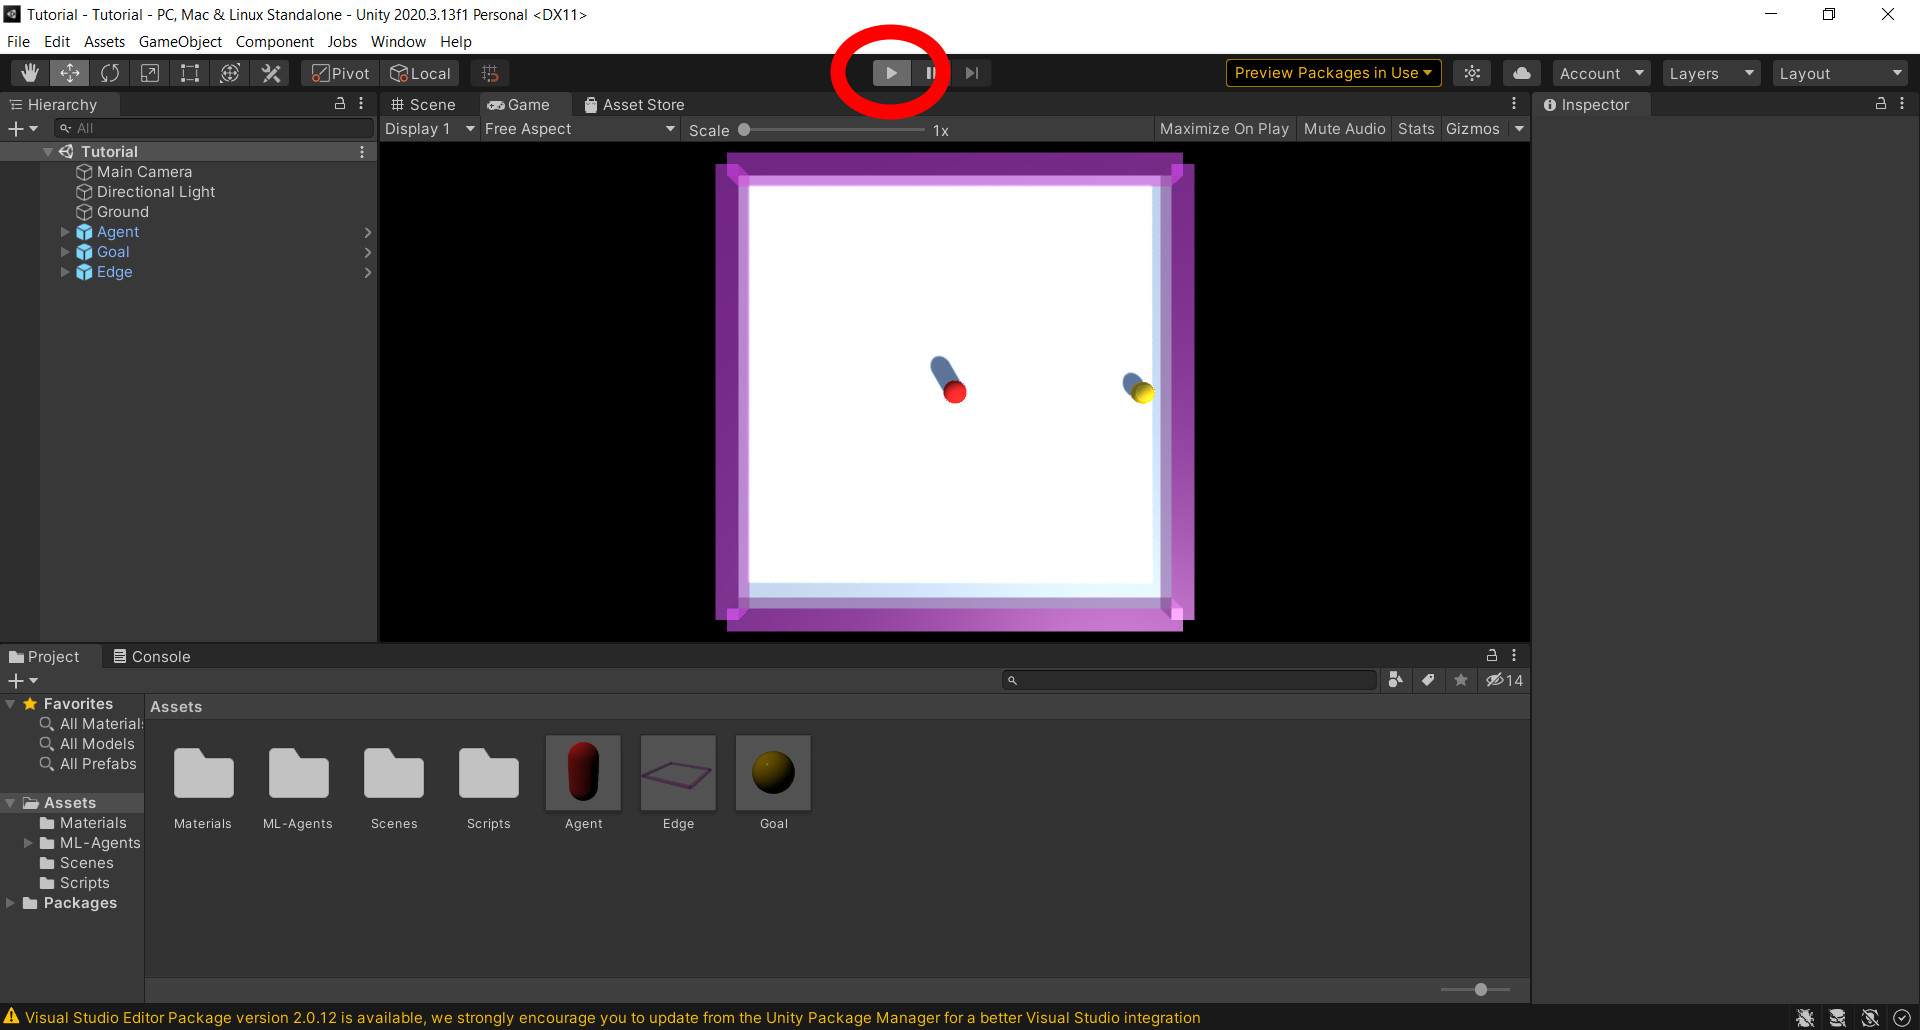 Tutorial - Tutorial - PC, Mac & Linux Standalone - Unity 2020.3.13f1 Personal <DX11>
File Edit Assets GameObject Component Jobs Window Help
Pivot Local Preview Packages in Use Account Layers Layout
Hierarchy Scene Game Asset Store Inspector
All Display 1 Free Aspect Scale 1x Maximize On Play Mute Audio Stats Gizmos
Tutorial
Main Camera
Directional Light
Ground
Agent
Goal
Edge
Project Console
14
Favorites
All Materials
All Models
All Prefabs
Assets
Materials
ML-Agents
Scenes
Scripts
Packages
Assets
Materials ML-Agents Scenes Scripts Agent Edge Goal
Visual Studio Editor Package version 2.0.12 is available, we strongly encourage you to update from the Unity Package Manager for a better Visual Studio integration